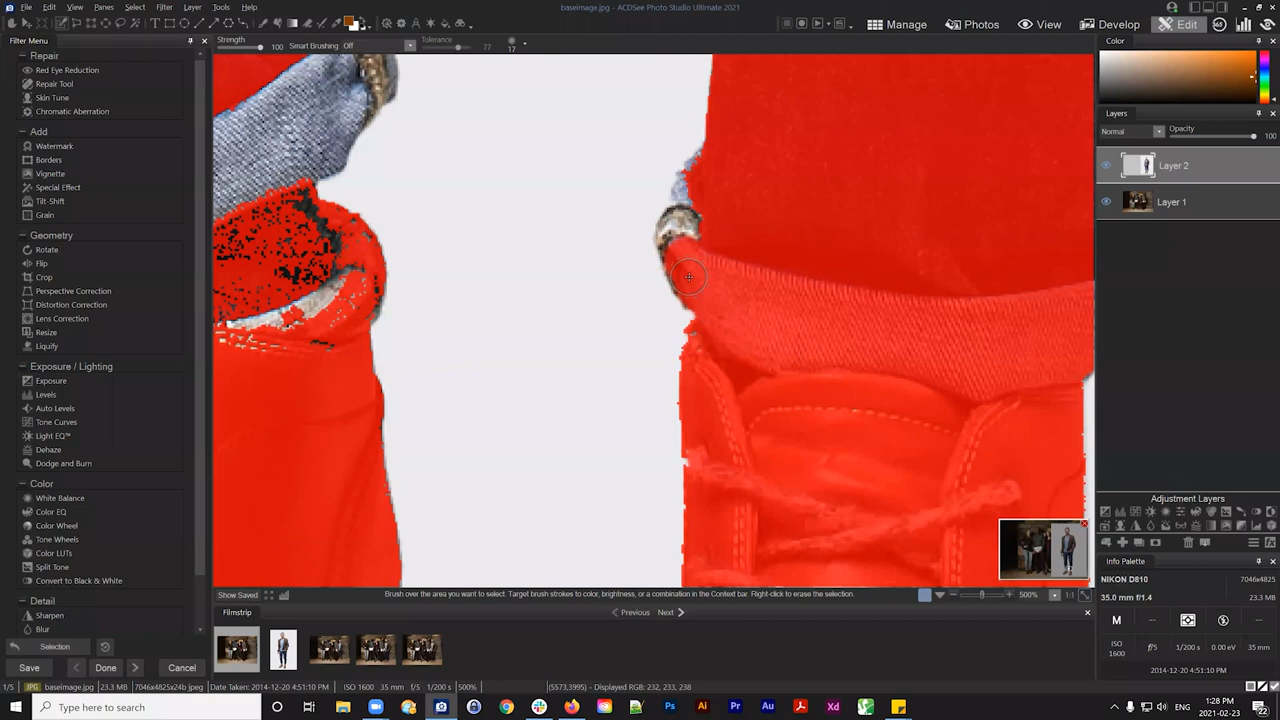 baseimage.jpg - ACDSee Photo Studio Ultimate 2021
File Edit View Panes Select Filter Layer Tools Help
Manage Photos View Develop Edit 365
Strength 100 Smart Brushing: Off Tolerance 77 17
Filter Menu
Repair
Red Eye Reduction
Repair Tool
Skin Tune
Chromatic Aberration
Add
Watermark
Borders
Vignette
Special Effect
Tilt-Shift
Grain
Geometry
Rotate
Flip
Crop
Perspective Correction
Distortion Correction
Lens Correction
Resize
Liquify
Exposure / Lighting
Exposure
Levels
Auto Levels
Tone Curves
Light EQ™
Dehaze
Dodge and Burn
Color
White Balance
Color EQ
Color Wheel
Tone Wheels
Color LUTs
Split Tone
Convert to Black & White
Detail
Sharpen
Blur
Selection
Save Done Cancel
Color
Layers
Normal Opacity 100
Layer 2
Layer 1
Adjustment Layers
Info Palette
NIKON D810 7046x4825
23.3 MB
35.0 mm f/1.4
M
ISO 1600 f/5 1/200 s 0.00 eV 35 mm
2014-12-20 4:51:10 PM
Show Saved Brush over the area you want to select. Target brush strokes to color, brightness, or a combination in the Context bar. Right-click to erase the selection. 500% 1:1
Filmstrip Previous Next
1/5 JPG baseimage.jpg 23.3 MB 7046x4825x24b jpeg Date Taken: 2014-12-20 4:51:10 PM ISO 1600 35 mm f/5 1/200 s 500% (5573,3995) - Displayed RGB: 232, 233, 238
Type here to search Ps Ai Pr Au Xd ENG 1:28 PM
2021-02-23